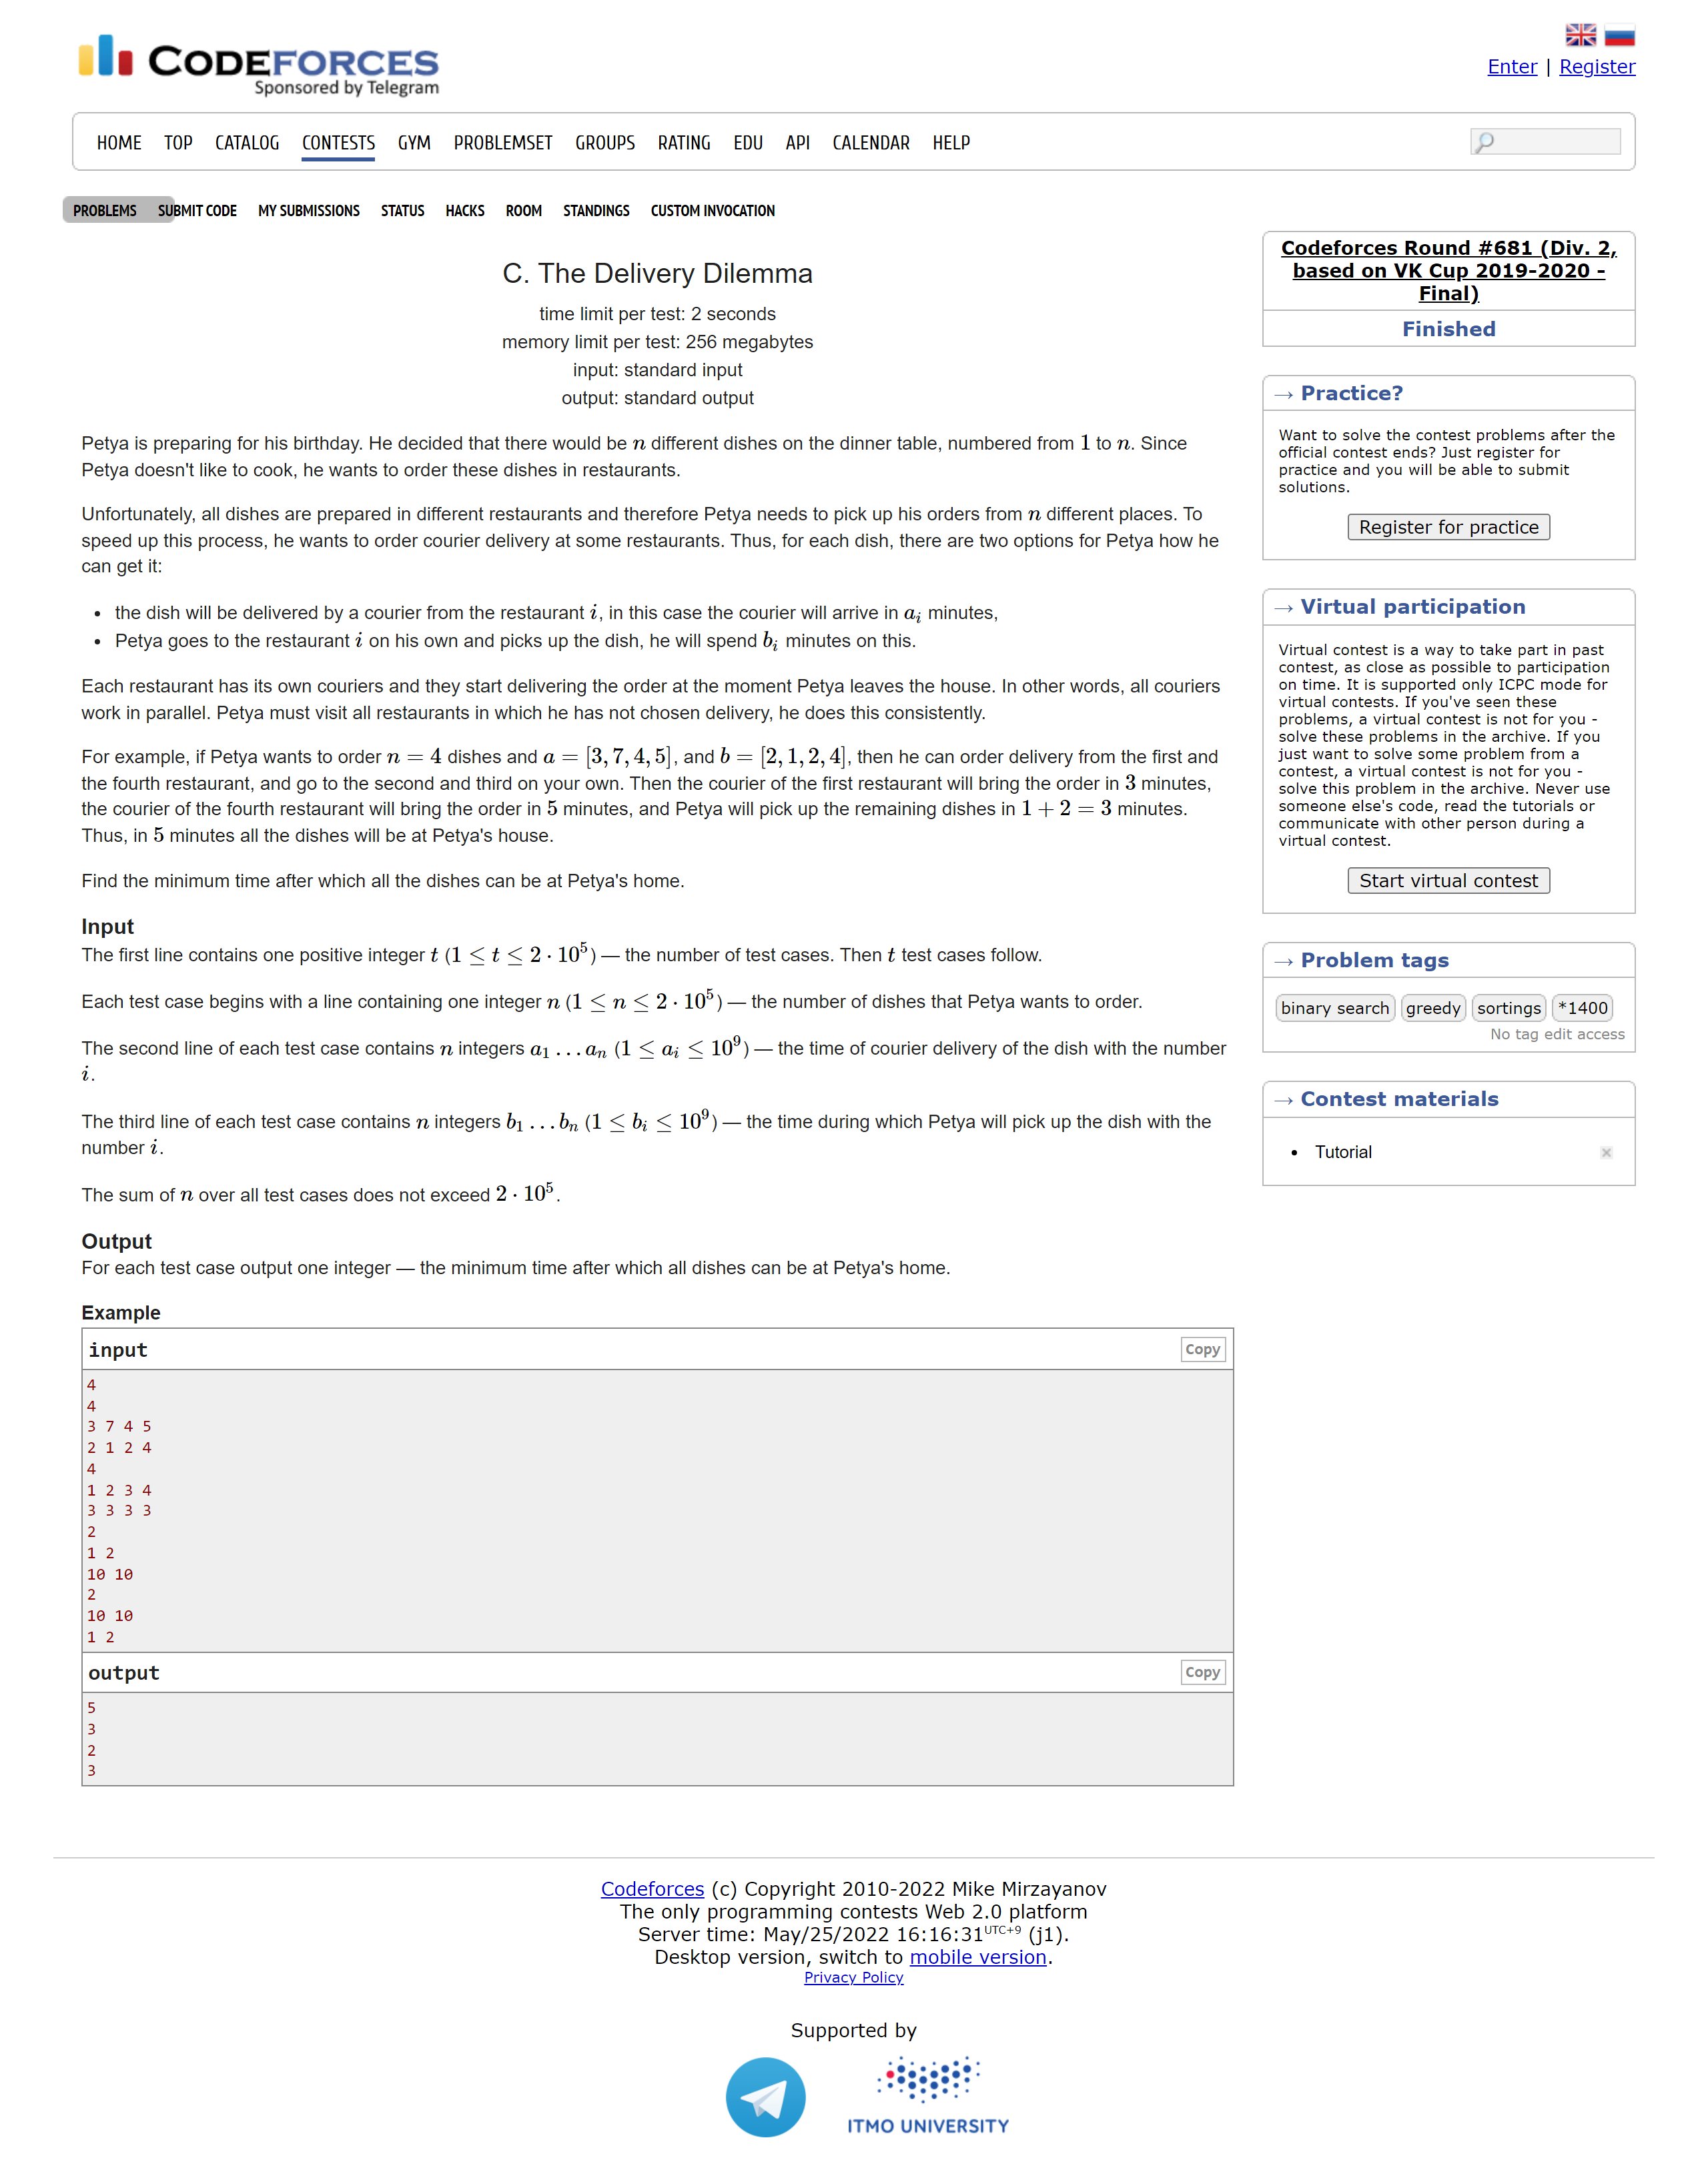 CODEFORCES
Sponsored by Telegram
Enter | Register
HOME TOP CATALOG CONTESTS GYM PROBLEMSET GROUPS RATING EDU API CALENDAR HELP
PROBLEMS SUBMIT CODE MY SUBMISSIONS STATUS HACKS ROOM STANDINGS CUSTOM INVOCATION
C. The Delivery Dilemma
time limit per test: 2 seconds
memory limit per test: 256 megabytes
input: standard input
output: standard output
Petya is preparing for his birthday. He decided that there would be n different dishes on the dinner table, numbered from 1 to n. Since
Petya doesn't like to cook, he wants to order these dishes in restaurants.
Unfortunately, all dishes are prepared in different restaurants and therefore Petya needs to pick up his orders from n different places. To
speed up this process, he wants to order courier delivery at some restaurants. Thus, for each dish, there are two options for Petya how he
can get it:
• the dish will be delivered by a courier from the restaurant i, in this case the courier will arrive in a_i minutes,
• Petya goes to the restaurant i on his own and picks up the dish, he will spend b_i minutes on this.
Each restaurant has its own couriers and they start delivering the order at the moment Petya leaves the house. In other words, all couriers
work in parallel. Petya must visit all restaurants in which he has not chosen delivery, he does this consistently.
For example, if Petya wants to order n = 4 dishes and a = [3, 7, 4, 5], and b = [2, 1, 2, 4], then he can order delivery from the first and
the fourth restaurant, and go to the second and third on your own. Then the courier of the first restaurant will bring the order in 3 minutes,
the courier of the fourth restaurant will bring the order in 5 minutes, and Petya will pick up the remaining dishes in 1 + 2 = 3 minutes.
Thus, in 5 minutes all the dishes will be at Petya's house.
Find the minimum time after which all the dishes can be at Petya's home.
Input
The first line contains one positive integer t (1 ≤ t ≤ 2 · 10^5) — the number of test cases. Then t test cases follow.
Each test case begins with a line containing one integer n (1 ≤ n ≤ 2 · 10^5) — the number of dishes that Petya wants to order.
The second line of each test case contains n integers a_1 … a_n (1 ≤ a_i ≤ 10^9) — the time of courier delivery of the dish with the number
i.
The third line of each test case contains n integers b_1 … b_n (1 ≤ b_i ≤ 10^9) — the time during which Petya will pick up the dish with the
number i.
The sum of n over all test cases does not exceed 2 · 10^5.
Output
For each test case output one integer — the minimum time after which all dishes can be at Petya's home.
Example
input Copy
4
4
3 7 4 5
2 1 2 4
4
1 2 3 4
3 3 3 3
2
1 2
10 10
2
10 10
1 2
output Copy
5
3
2
3
Codeforces Round #681 (Div. 2,
based on VK Cup 2019-2020 -
Final)
Finished
→ Practice?
Want to solve the contest problems after the
official contest ends? Just register for
practice and you will be able to submit
solutions.
Register for practice
→ Virtual participation
Virtual contest is a way to take part in past
contest, as close as possible to participation
on time. It is supported only ICPC mode for
virtual contests. If you've seen these
problems, a virtual contest is not for you -
solve these problems in the archive. If you
just want to solve some problem from a
contest, a virtual contest is not for you -
solve this problem in the archive. Never use
someone else's code, read the tutorials or
communicate with other person during a
virtual contest.
Start virtual contest
→ Problem tags
binary search greedy sortings *1400
No tag edit access
→ Contest materials
• Tutorial
Codeforces (c) Copyright 2010-2022 Mike Mirzayanov
The only programming contests Web 2.0 platform
Server time: May/25/2022 16:16:31 UTC+9 (j1).
Desktop version, switch to mobile version.
Privacy Policy
Supported by
ITMO UNIVERSITY